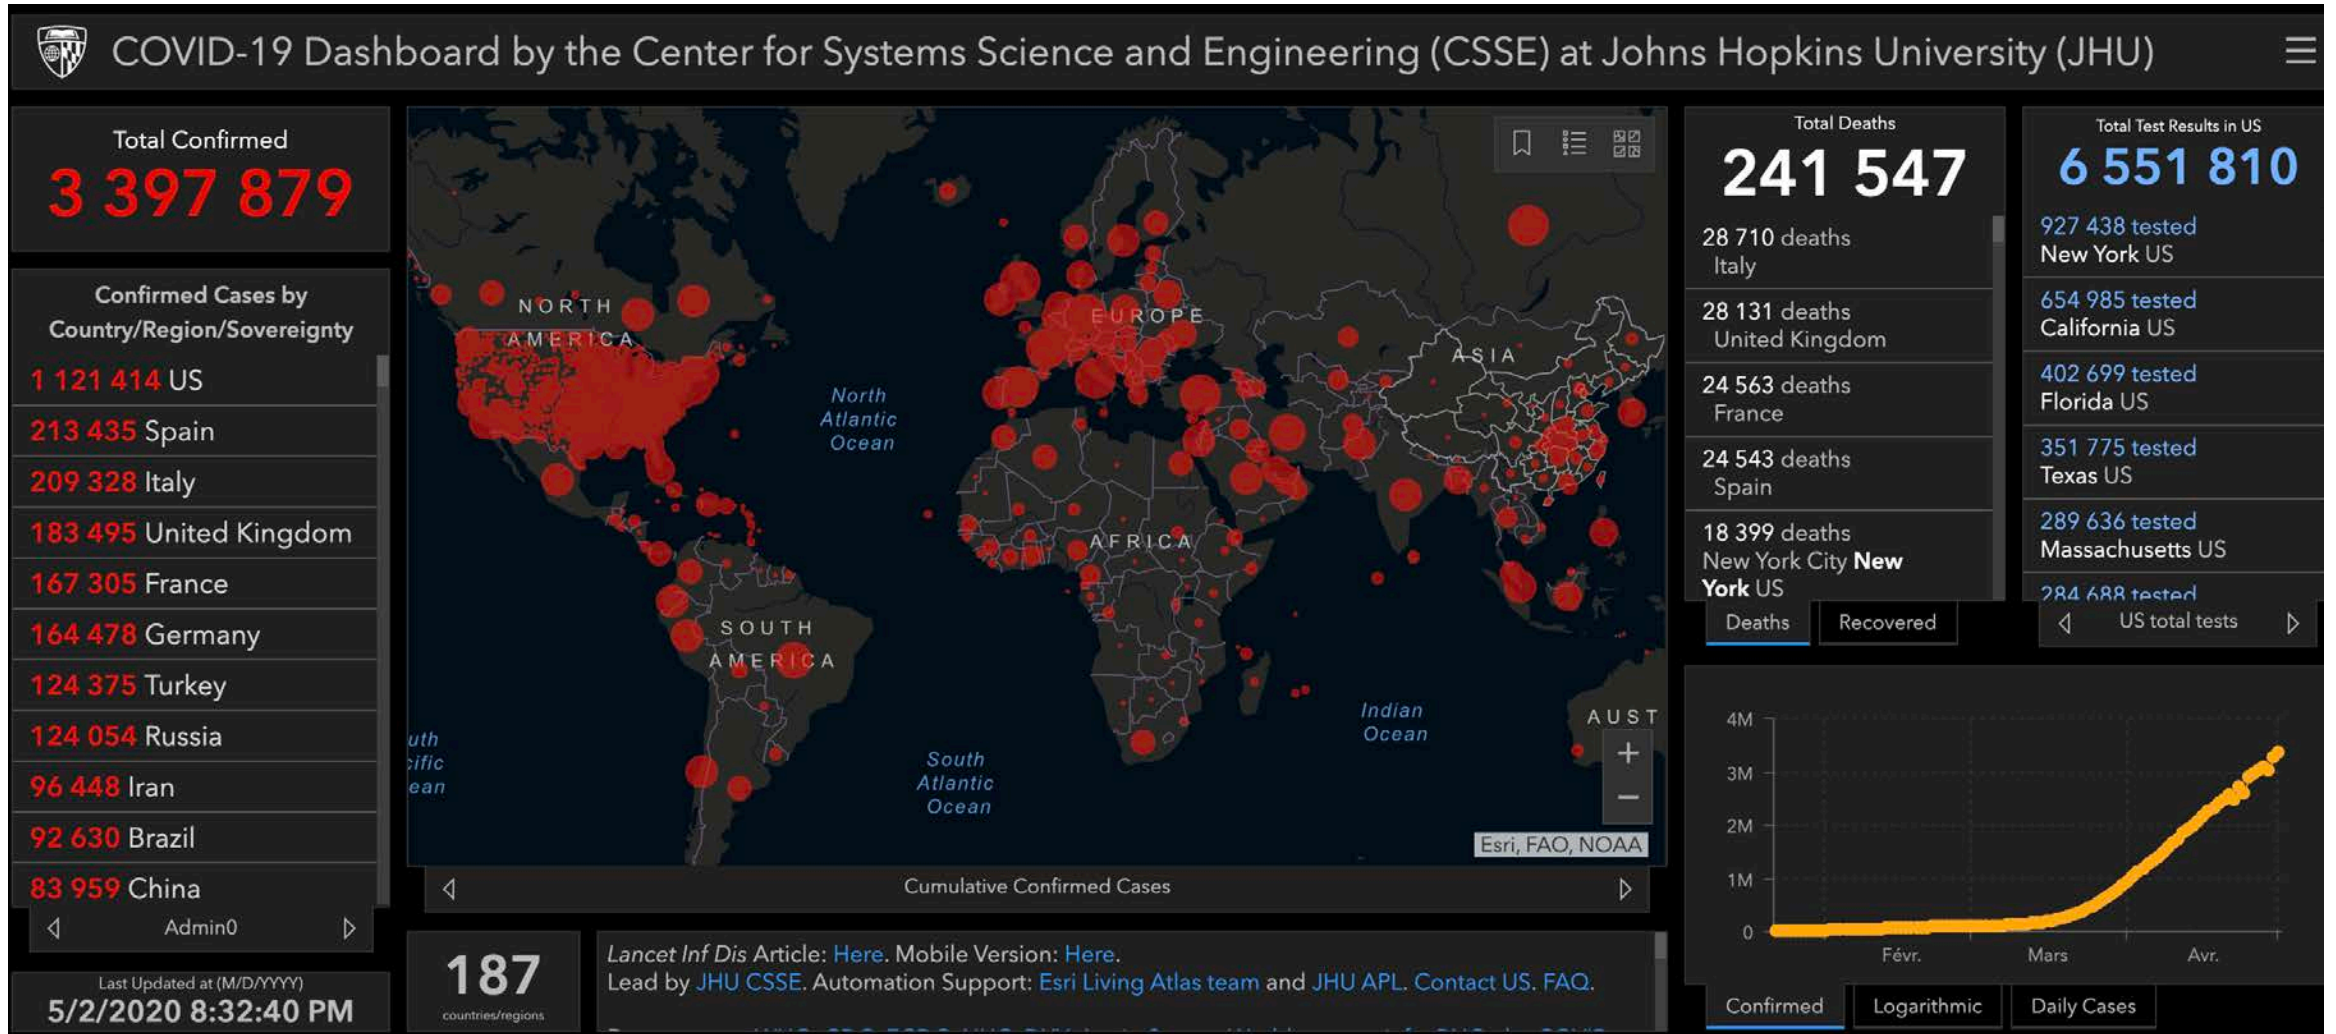 COVID-19 Dashboard by the Center for Systems Science and Engineering (CSSE) at Johns Hopkins University (JHU)
Total Confirmed
3 397 879
Confirmed Cases by
Country/Region/Sovereignty
1 121 414 US
213 435 Spain
209 328 Italy
183 495 United Kingdom
167 305 France
164 478 Germany
124 375 Turkey
124 054 Russia
96 448 Iran
92 630 Brazil
83 959 China
Admin0
Last Updated at (M/D/YYYY)
5/2/2020 8:32:40 PM
NORTH
AMERICA
North
Atlantic
Ocean
EUROPE
ASIA
AFRICA
SOUTH
AMERICA
uth
cific
ean
South
Atlantic
Ocean
Indian
Ocean
AUST
+
−
Esri, FAO, NOAA
Cumulative Confirmed Cases
187
countries/regions
Lancet Inf Dis Article: Here. Mobile Version: Here.
Lead by JHU CSSE. Automation Support: Esri Living Atlas team and JHU APL. Contact US. FAQ.
Total Deaths
241 547
28 710 deaths
Italy
28 131 deaths
United Kingdom
24 563 deaths
France
24 543 deaths
Spain
18 399 deaths
New York City New
York US
Deaths
Recovered
Total Test Results in US
6 551 810
927 438 tested
New York US
654 985 tested
California US
402 699 tested
Florida US
351 775 tested
Texas US
289 636 tested
Massachusetts US
284 688 tested
US total tests
4M
3M
2M
1M
0
Févr.
Mars
Avr.
Confirmed
Logarithmic
Daily Cases